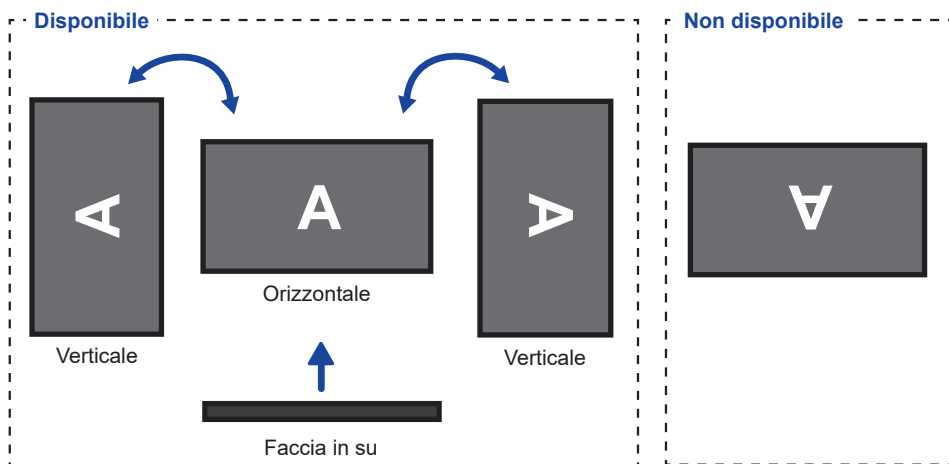 Disponibile
Non disponibile
A
A
A
A
Orizzontale
Verticale
Verticale
Faccia in su